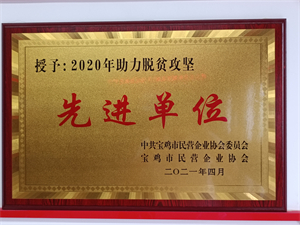 授予:2020年助力脱贫攻坚
先进单位
中共宝鸡市民营企业协会委员会
宝鸡市民营企业协会
二〇二一年四月